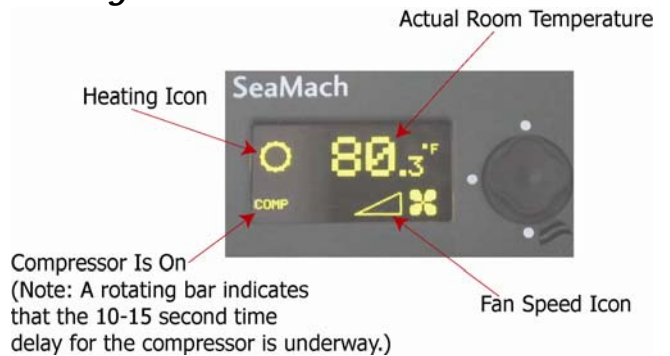 Actual Room Temperature
SeaMach
Heating Icon
80.3°F
COMP
Compressor Is On
(Note: A rotating bar indicates
that the 10-15 second time
delay for the compressor is underway.)
Fan Speed Icon